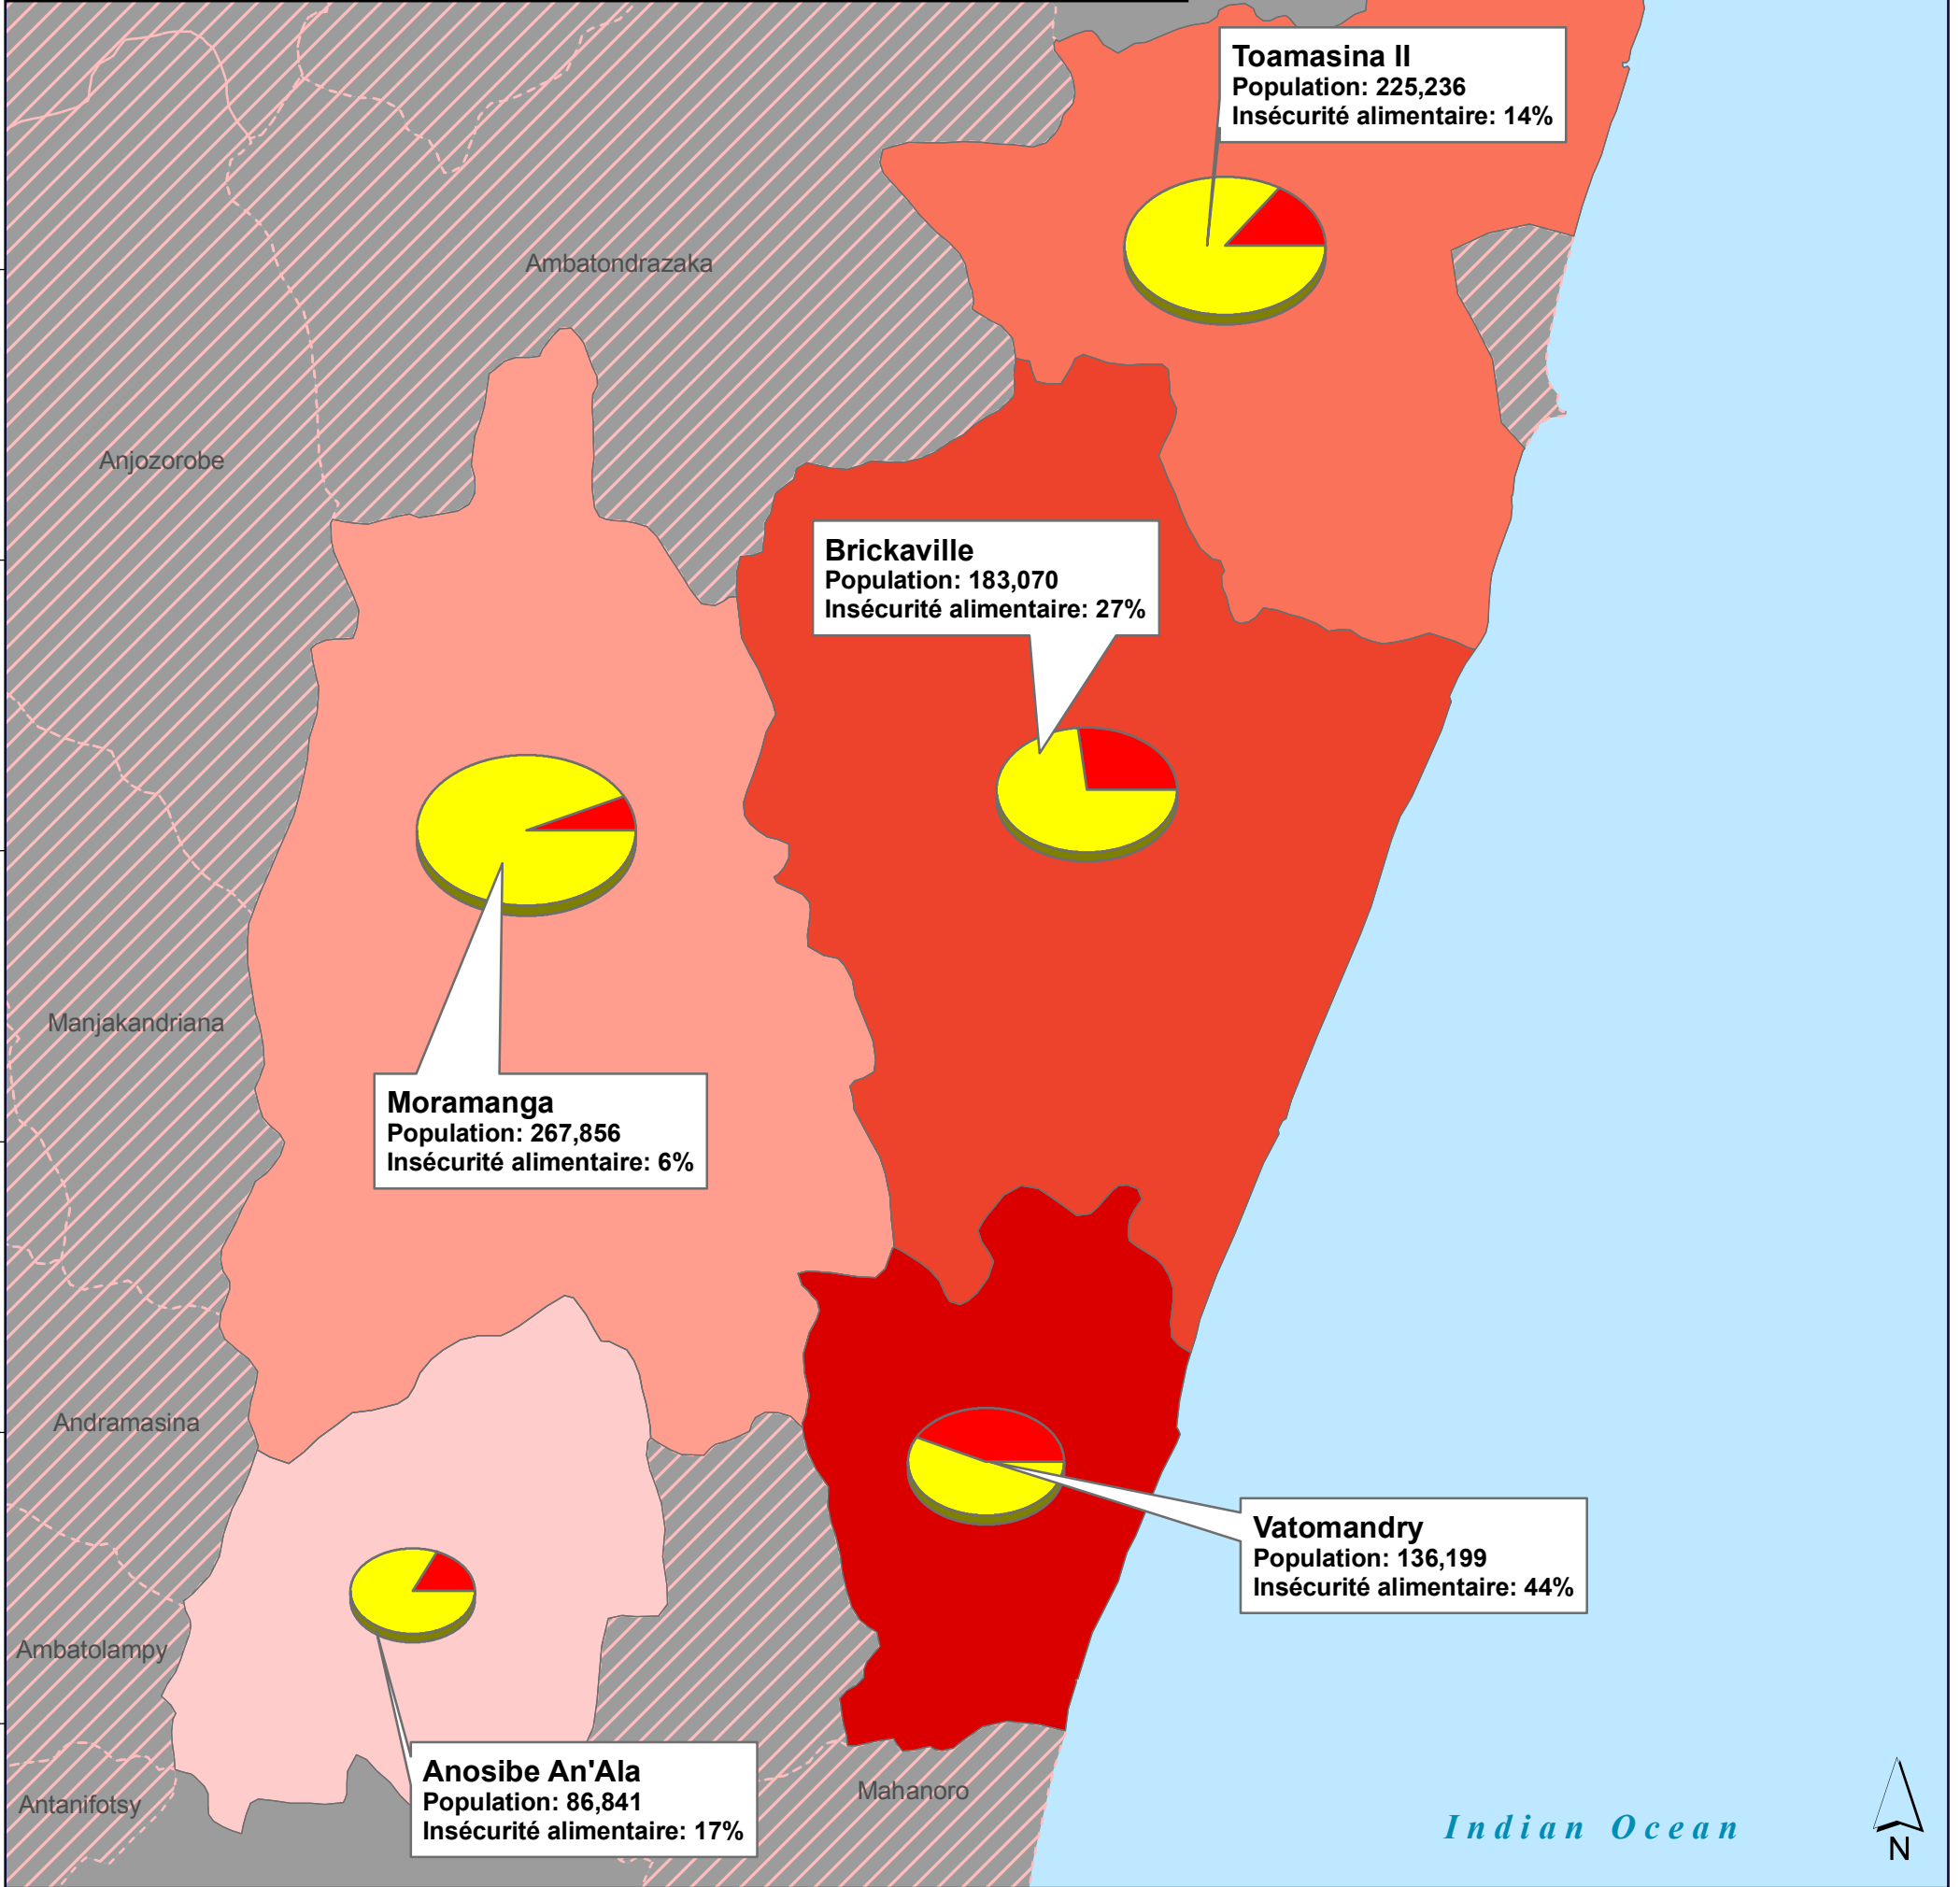 Toamasina II
Population: 225,236
Insécurité alimentaire: 14%
Ambatondrazaka
Anjozorobe
Brickaville
Population: 183,070
Insécurité alimentaire: 27%
Manjakandriana
Moramanga
Population: 267,856
Insécurité alimentaire: 6%
Andramasina
Vatomandry
Population: 136,199
Insécurité alimentaire: 44%
Ambatolampy
Anosibe An'Ala
Population: 86,841
Insécurité alimentaire: 17%
Mahanoro
Antanifotsy
Indian Ocean
N